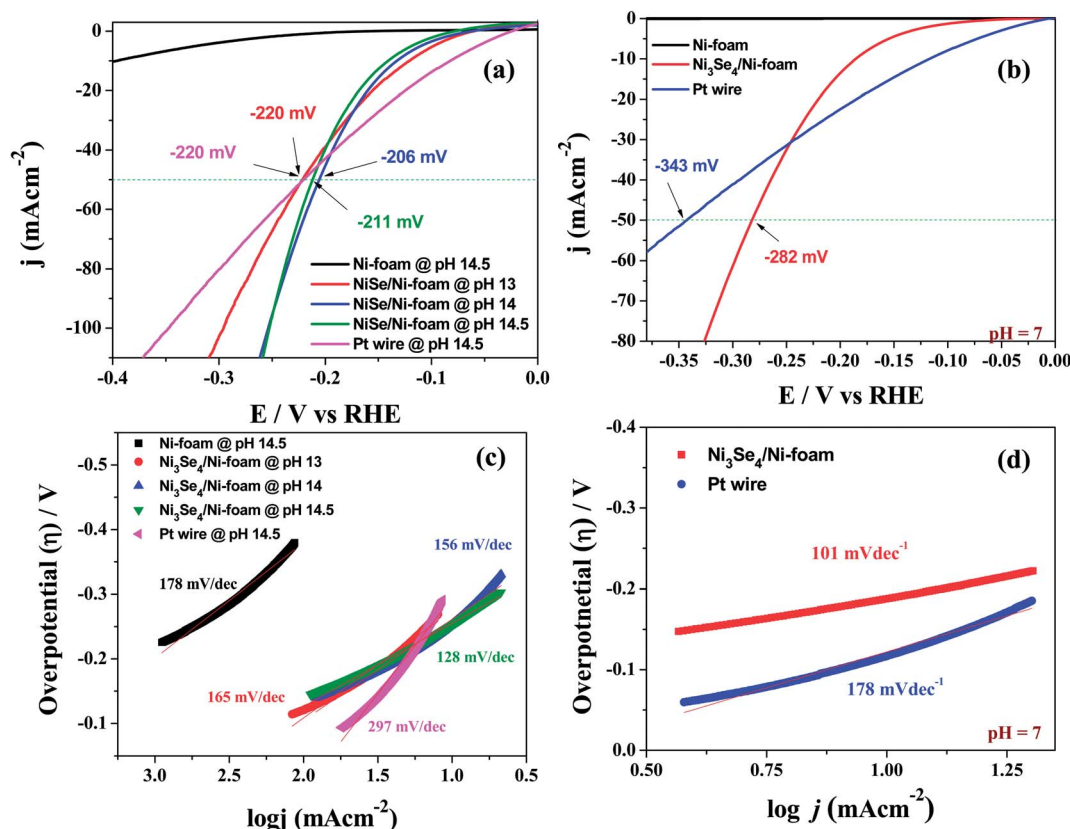 (a)
j (mAcm⁻²)
0
-20
-40
-60
-80
-100
-220 mV
-220 mV
-206 mV
-211 mV
Ni-foam @ pH 14.5
NiSe/Ni-foam @ pH 13
NiSe/Ni-foam @ pH 14
NiSe/Ni-foam @ pH 14.5
Pt wire @ pH 14.5
-0.4 -0.3 -0.2 -0.1 0.0
E / V vs RHE
(b)
j (mAcm⁻²)
0
-10
-20
-30
-40
-50
-60
-70
-80
Ni-foam
Ni₃Se₄/Ni-foam
Pt wire
-343 mV
-282 mV
pH = 7
-0.35 -0.30 -0.25 -0.20 -0.15 -0.10 -0.05 0.00
E / V vs RHE
(c)
Overpotential (η) / V
-0.5
-0.4
-0.3
-0.2
-0.1
Ni-foam @ pH 14.5
Ni₃Se₄/Ni-foam @ pH 13
Ni₃Se₄/Ni-foam @ pH 14
Ni₃Se₄/Ni-foam @ pH 14.5
Pt wire @ pH 14.5
156 mV/dec
178 mV/dec
128 mV/dec
165 mV/dec
297 mV/dec
3.0 2.5 2.0 1.5 1.0 0.5
logj (mAcm⁻²)
(d)
Overpotnetial (η) / V
-0.4
-0.3
-0.2
-0.1
0.0
Ni₃Se₄/Ni-foam
Pt wire
101 mVdec⁻¹
178 mVdec⁻¹
pH = 7
0.50 0.75 1.00 1.25
log j (mAcm⁻²)